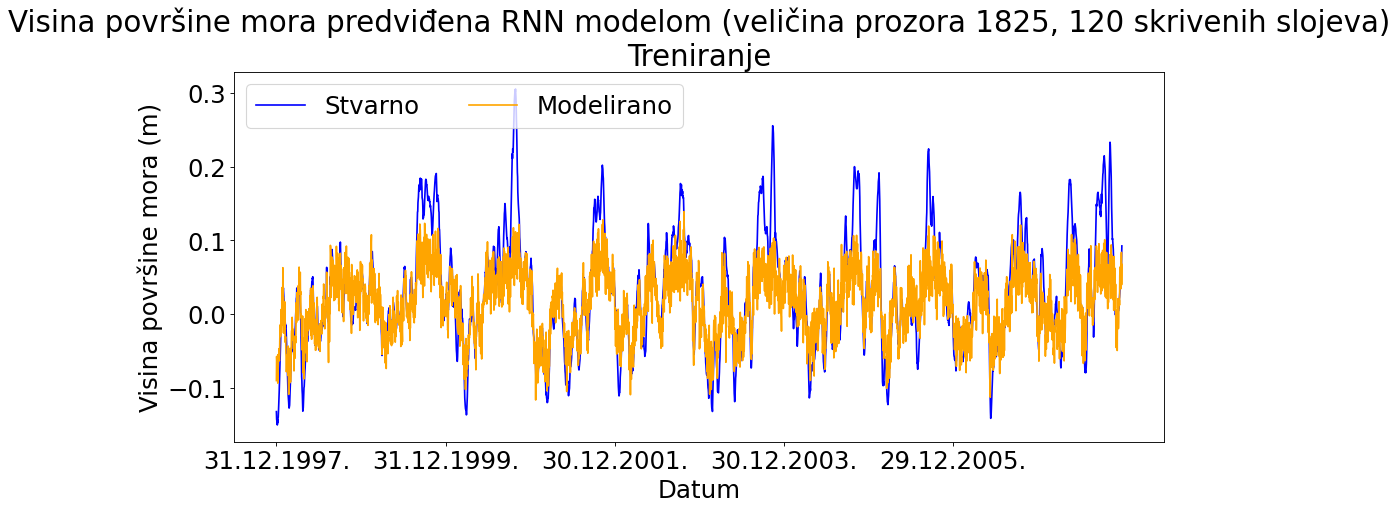 Visina površine mora predviđena RNN modelom (veličina prozora 1825, 120 skrivenih slojeva)
Treniranje
Stvarno
Modelirano
Visina površine mora (m)
0.3
0.2
0.1
0.0
−0.1
31.12.1997.
31.12.1999.
30.12.2001.
30.12.2003.
29.12.2005.
Datum